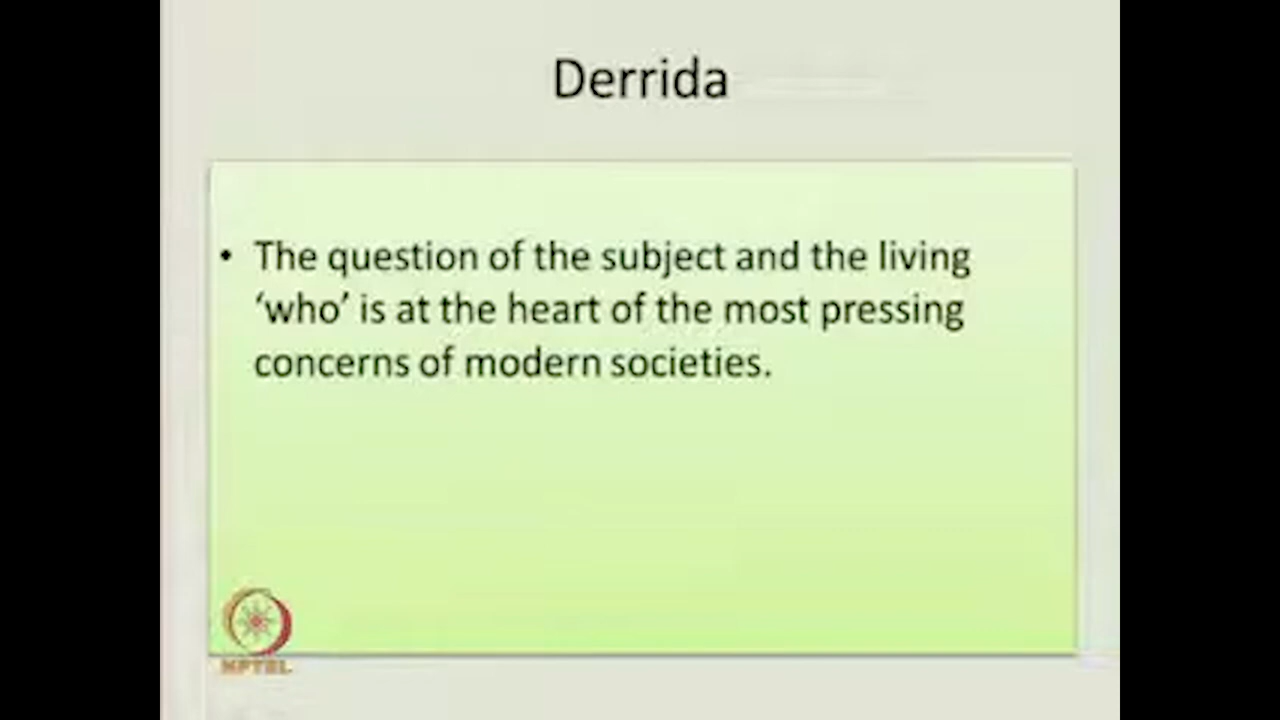 Derrida
• The question of the subject and the living
‘who’ is at the heart of the most pressing
concerns of modern societies.
NPTEL